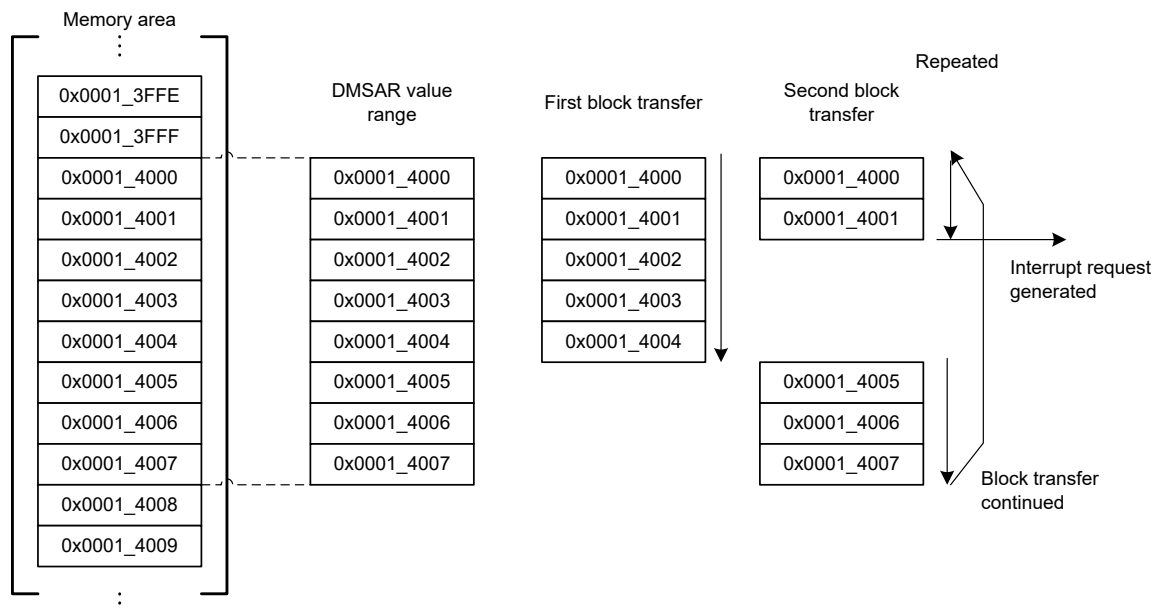 Memory area
⋮
0x0001_3FFE
0x0001_3FFF
0x0001_4000
0x0001_4001
0x0001_4002
0x0001_4003
0x0001_4004
0x0001_4005
0x0001_4006
0x0001_4007
0x0001_4008
0x0001_4009
⋮
DMSAR value
range
0x0001_4000
0x0001_4001
0x0001_4002
0x0001_4003
0x0001_4004
0x0001_4005
0x0001_4006
0x0001_4007
First block transfer
0x0001_4000
0x0001_4001
0x0001_4002
0x0001_4003
0x0001_4004
Second block
transfer
0x0001_4000
0x0001_4001
0x0001_4005
0x0001_4006
0x0001_4007
Repeated
Interrupt request
generated
Block transfer
continued